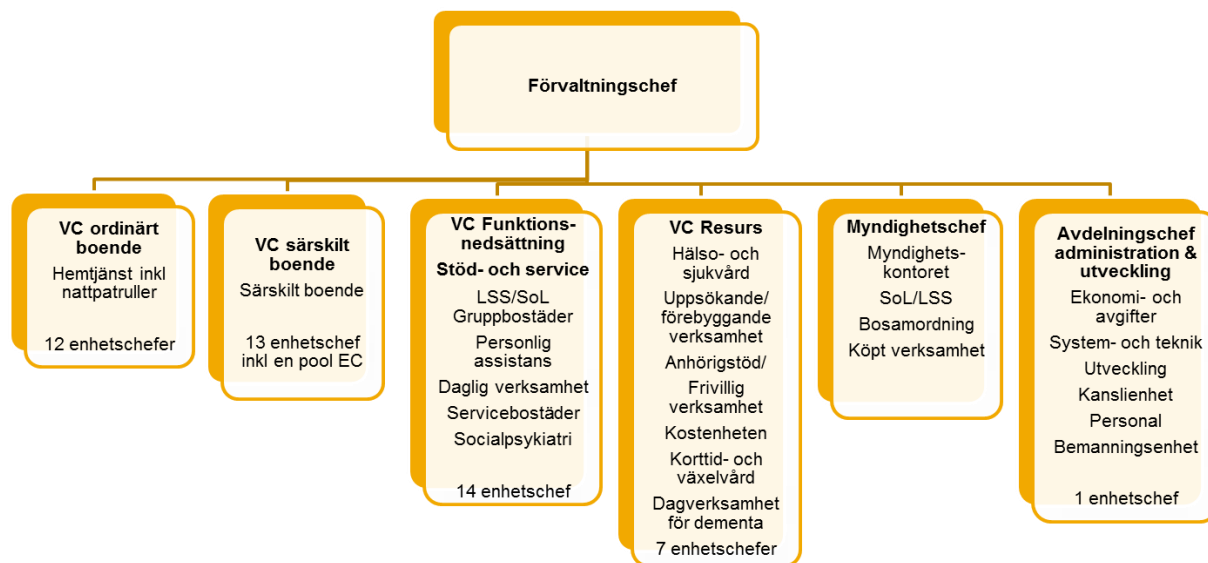 Förvaltningschef
VC ordinärt
boende
Hemtjänst inkl
nattpatruller
12 enhetschefer
VC särskilt
boende
Särskilt boende
13 enhetschef
inkl en pool EC
VC Funktions-
nedsättning
Stöd- och service
LSS/SoL
Gruppbostäder
Personlig
assistans
Daglig verksamhet
Servicebostäder
Socialpsykiatri
14 enhetschef
VC Resurs
Hälso- och
sjukvård
Uppsökande/
förebyggande
verksamhet
Anhörigstöd/
Frivillig
verksamhet
Kostenheten
Korttid- och
växelvård
Dagverksamhet
för dementa
7 enhetschefer
Myndighetschef
Myndighets-
kontoret
SoL/LSS
Bosamordning
Köpt verksamhet
Avdelningschef
administration &
utveckling
Ekonomi- och
avgifter
System- och teknik
Utveckling
Kanslienhet
Personal
Bemanningsenhet
1 enhetschef